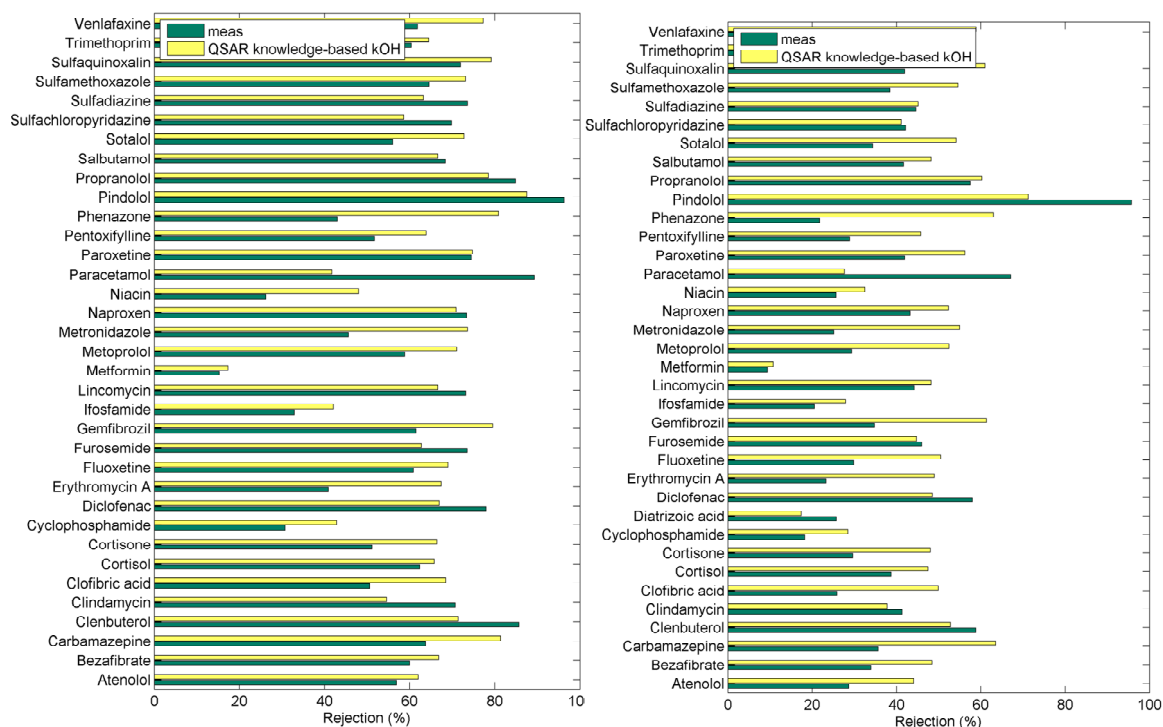 Venlafaxine
Trimethoprim
Sulfaquinoxalin
Sulfamethoxazole
Sulfadiazine
Sulfachloropyridazine
Sotalol
Salbutamol
Propranolol
Pindolol
Phenazone
Pentoxifylline
Paroxetine
Paracetamol
Niacin
Naproxen
Metronidazole
Metoprolol
Metformin
Lincomycin
Ifosfamide
Gemfibrozil
Furosemide
Fluoxetine
Erythromycin A
Diclofenac
Cyclophosphamide
Cortisone
Cortisol
Clofibric acid
Clindamycin
Clenbuterol
Carbamazepine
Bezafibrate
Atenolol
meas
QSAR knowledge-based kOH
0 20 40 60 80 10
Rejection (%)
Venlafaxine
Trimethoprim
Sulfaquinoxalin
Sulfamethoxazole
Sulfadiazine
Sulfachloropyridazine
Sotalol
Salbutamol
Propranolol
Pindolol
Phenazone
Pentoxifylline
Paroxetine
Paracetamol
Niacin
Naproxen
Metronidazole
Metoprolol
Metformin
Lincomycin
Ifosfamide
Gemfibrozil
Furosemide
Fluoxetine
Erythromycin A
Diclofenac
Diatrizoic acid
Cyclophosphamide
Cortisone
Cortisol
Clofibric acid
Clindamycin
Clenbuterol
Carbamazepine
Bezafibrate
Atenolol
meas
QSAR knowledge-based kOH
0 20 40 60 80 100
Rejection (%)